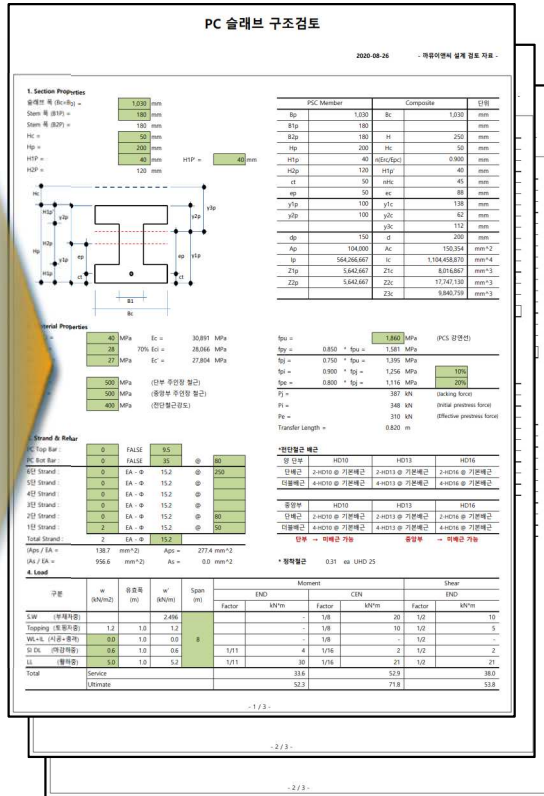 PC 슬래브 구조검토
2020-08-26 - 까유이엔씨 설계 검토 자료 -
1. Section Properties
슬래브 폭 (Bc=B3) = 1,030 mm
Stem 폭 (B1P) = 180 mm
Stem 폭 (B2P) = 180 mm
Hc = 50 mm
Hp = 200 mm
H1P = 40 mm H1P' = 40 mm
H2P = 120 mm
PSC Member Composite 단위
Bp 1,030 Bc 1,030 mm
B1p 180 mm
B2p 180 H 250 mm
Hp 200 Hc 50 mm
H1p 40 n(Erc/Epc) 0.900 mm
H2p 120 H1p' 40 mm
ct 50 nHc 45 mm
ep 50 ec 88 mm
y1p 100 y1c 138 mm
y2p 100 y2c 62 mm
y3c 112 mm
dp 150 d 200 mm
Ap 104,000 Ac 150,354 mm^2
Ip 564,266,667 Ic 1,104,458,870 mm^4
Z1p 5,642,667 Z1c 8,016,867 mm^3
Z2p 5,642,667 Z2c 17,747,130 mm^3
Z3c 9,840,759 mm^3
Hc H1p' y2p y3p
H2p
Hp y1p ep
H1p ct
B1
Bc
Material Properties
40 MPa Ec = 30,891 MPa
28 70% Eci = 28,066 MPa
27 MPa Ec' = 27,804 MPa
500 MPa (단부 주인장 철근)
500 MPa (중앙부 주인장 철근)
400 MPa (전단철근강도)
fpu = 1,860 MPa (PCS 강연선)
fpy = 0.850 * fpu = 1,581 MPa
fpj = 0.750 * fpu = 1,395 MPa
fpi = 0.900 * fpj = 1,256 MPa 10%
fpe = 0.800 * fpj = 1,116 MPa 20%
Pj = 387 kN (Jacking force)
Pi = 348 kN (Initial prestress force)
Pe = 310 kN (Effective prestress force)
Transfer Length = 0.820 m
Strand & Rebar
PC Top Bar : 0 FALSE 9.5
PC Bot Bar : 0 35 @ 80
6단 Strand : 0 EA - Φ 15.2 @ 250
5단 Strand : 0 EA - Φ 15.2 @
4단 Strand : 0 EA - Φ 15.2 @
3단 Strand : 0 EA - Φ 15.2 @
2단 Strand : 0 EA - Φ 15.2 @ 80
1단 Strand : 2 EA - Φ 15.2 @ 50
Total Strand : 2 EA - Φ 15.2
(Aps / EA = 138.7 mm^2) Aps = 277.4 mm^2
(As / EA = 956.6 mm^2) As = 0.0 mm^2
*전단철근 배근
양 단부 HD10 HD13 HD16
단배근 2-HD10 @ 기본배근 2-HD13 @ 기본배근 2-HD16 @ 기본배근
더블배근 4-HD10 @ 기본배근 4-HD13 @ 기본배근 4-HD16 @ 기본배근
중앙부 HD10 HD13 HD16
단배근 2-HD10 @ 기본배근 2-HD13 @ 기본배근 2-HD16 @ 기본배근
더블배근 4-HD10 @ 기본배근 4-HD13 @ 기본배근 4-HD16 @ 기본배근
단부 → 미배근 가능 중앙부 → 미배근 가능
* 정착철근 0.31 ea UHD 25
4. Load
구분 w (kN/m2) 유효폭 (m) w' (kN/m) Span (m) Moment Shear
END CEN END
Factor kN*m Factor kN*m Factor kN*m
S.W (부재자중) 2.496 - 1/8 20 1/2 10
Topping (토핑자중) 1.2 1.0 1.2 - 1/8 10 1/2 5
WL+IL (시공+충격) 0.0 1.0 0.0 8 - 1/8 - 1/2 -
SI DL (마감하중) 0.6 1.0 0.6 1/11 4 1/16 2 1/2 2
LL (활하중) 5.0 1.0 5.2 1/11 30 1/16 21 1/2 21
Total Service 33.6 52.9 38.0
Ultimate 52.3 71.8 53.8
- 1 / 3 -
- 2 / 3 -
- 2 / 3 -